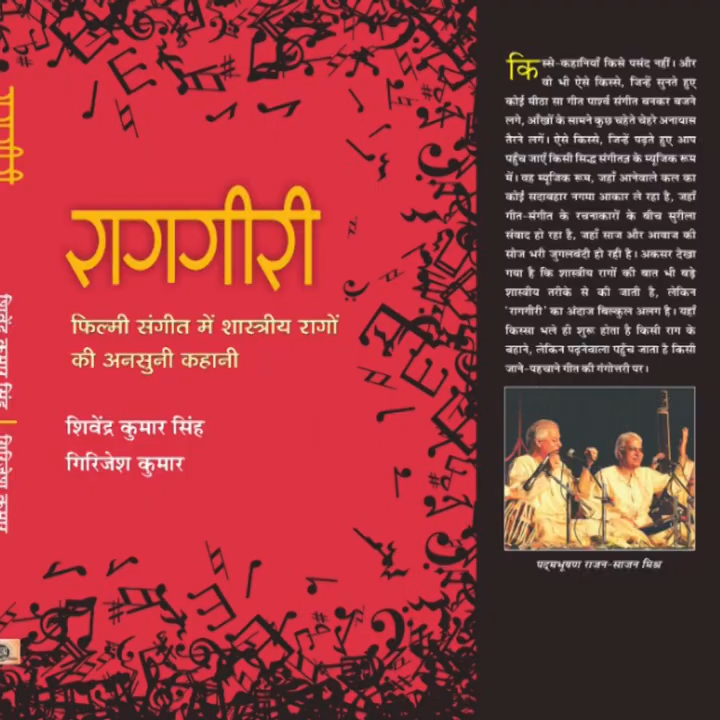 रागगीरी
शिवेंद्र कुमार सिंह | गिरिजेश कुमार
रागगीरी
फिल्मी संगीत में शास्त्रीय रागों
की अनसुनी कहानी
शिवेंद्र कुमार सिंह
गिरिजेश कुमार
किस्से-कहानियाँ किसे पसंद नहीं। और
वो भी ऐसे किस्से, जिन्हें सुनते हुए
कोई मीठा सा गीत पार्श्व संगीत बनकर बजने
लगे, आँखों के सामने कुछ चहेते चेहरे अनायास
तैरने लगें। ऐसे किस्से, जिन्हें पढ़ते हुए आप
पहुँच जाएँ किसी सिद्ध संगीतज्ञ के म्यूजिक रूम
में। वह म्यूजिक रूम, जहाँ आनेवाले कल का
कोई सदाबहार नगमा आकार ले रहा है, जहाँ
गीत-संगीत के रचनाकारों के बीच सुरीला
संवाद हो रहा है, जहाँ साज और आवाज की
सोज भरी जुगलबंदी हो रही है। अकसर देखा
गया है कि शास्त्रीय रागों की बात भी बड़े
शास्त्रीय तरीके से की जाती है, लेकिन
'रागगीरी' का अंदाज बिल्कुल अलग है। यहाँ
किस्सा भले ही शुरू होता है किसी राग के
बहाने, लेकिन पढ़नेवाला पहुँच जाता है किसी
जाने-पहचाने गीत की गंगोत्तरी पर।
पद्मभूषण राजन-साजन मिश्र